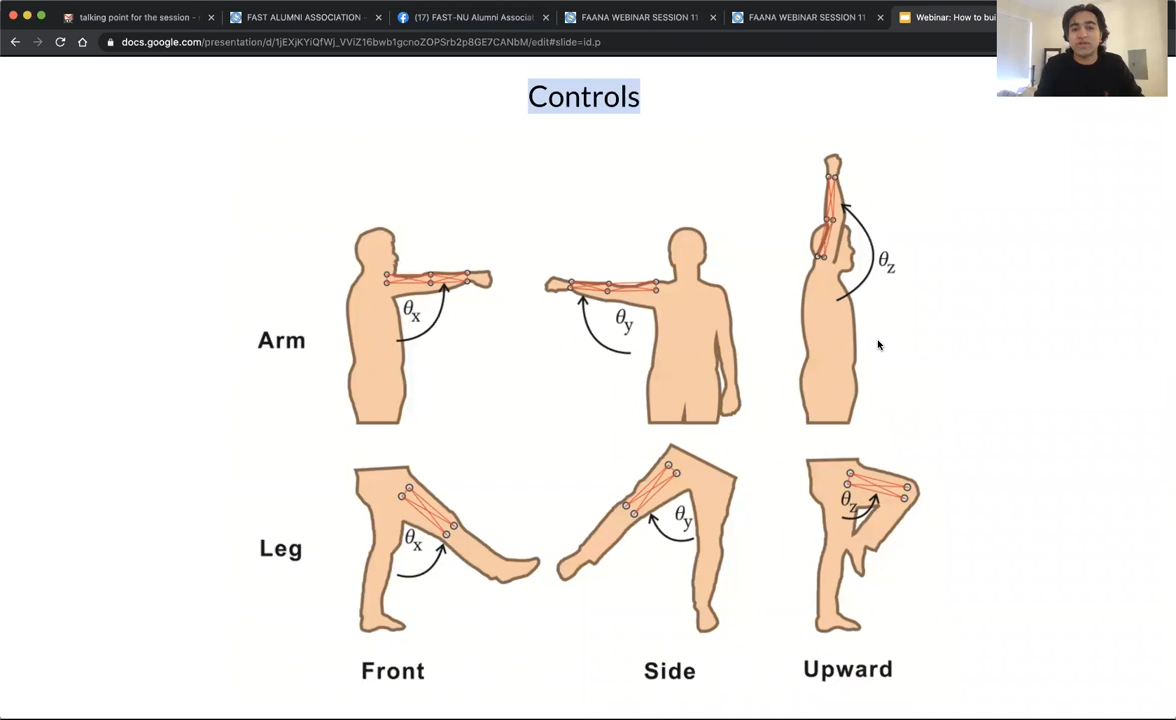 talking point for the session -
FAST ALUMNI ASSOCIATION -
(17) FAST-NU Alumni Associat
FAANA WEBINAR SESSION 11
FAANA WEBINAR SESSION 11
Webinar: How to bui
docs.google.com/presentation/d/1jEXjKYiQfWj_VViZ16bwb1gcnoZOPSrb2p8GE7CANbM/edit#slide=id.p
Controls
θz
θx
θy
Arm
θz
θy
θx
Leg
Front
Side
Upward